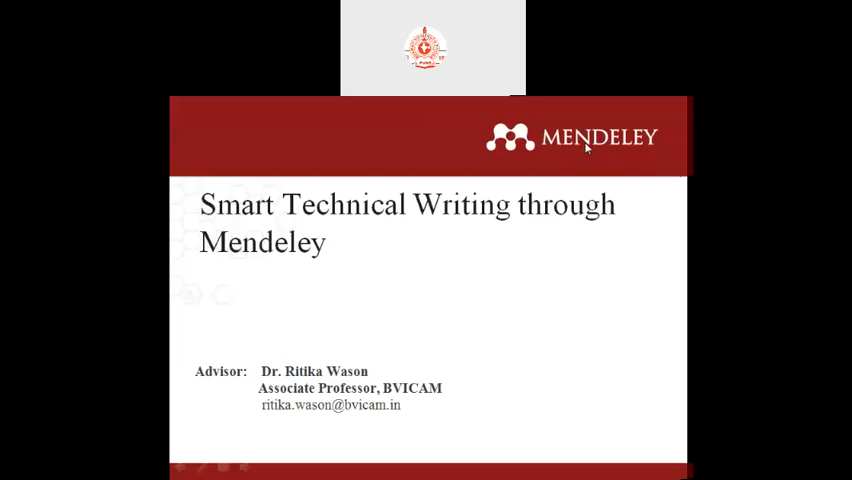 MENDELEY
Smart Technical Writing through
Mendeley
Advisor: Dr. Ritika Wason
Associate Professor, BVICAM
ritika.wason@bvicam.in